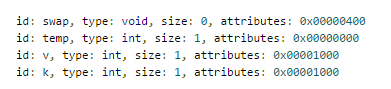 id: swap, type: void, size: 0, attributes: 0x00000400
id: temp, type: int, size: 1, attributes: 0x00000000
id: v, type: int, size: 1, attributes: 0x00001000
id: k, type: int, size: 1, attributes: 0x00001000